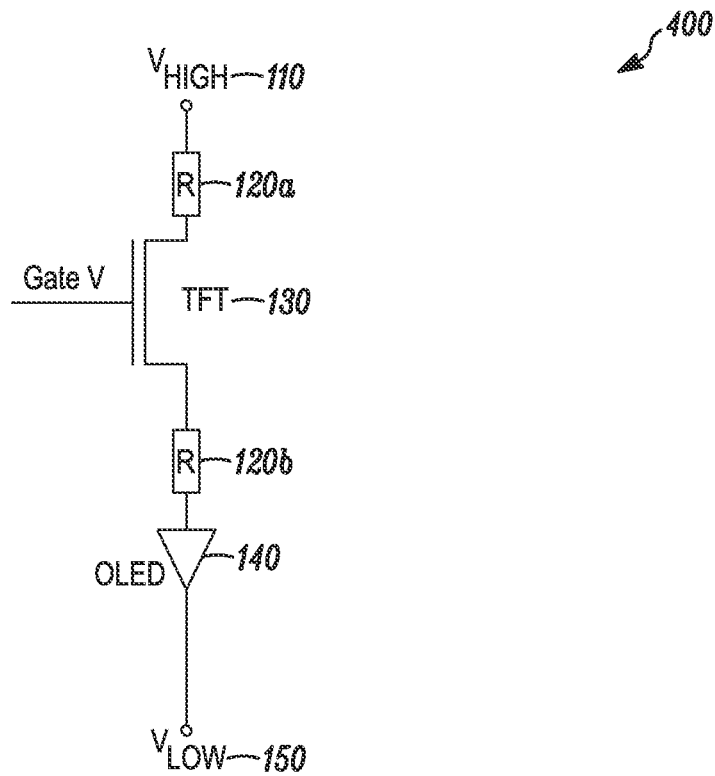 400
VHIGH 110
R 120a
Gate V
TFT 130
R 120b
OLED 140
VLOW 150